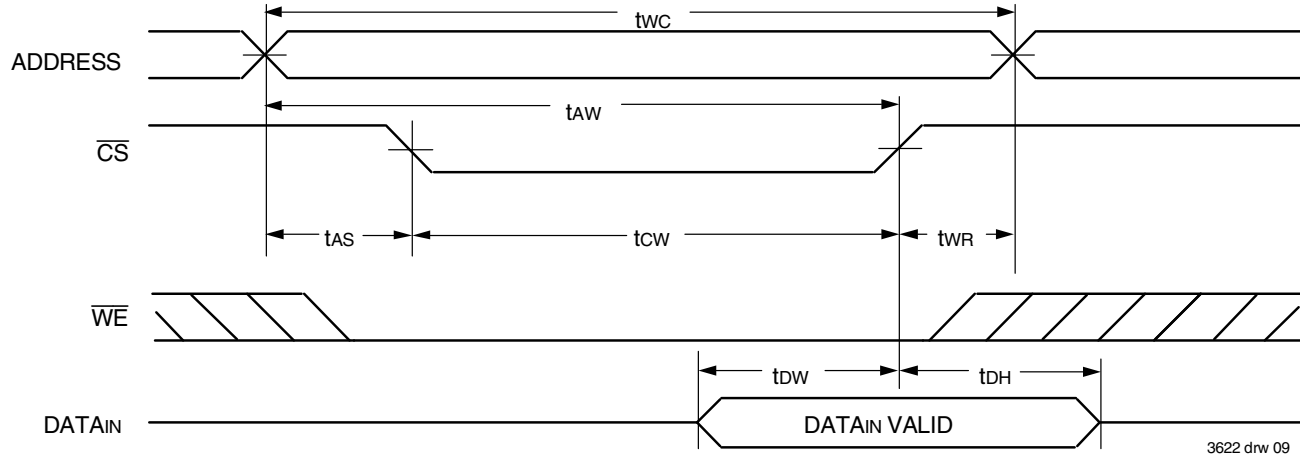 tWC
ADDRESS
tAW
CS
tAS
tCW
tWR
WE
tDW
tDH
DATAIN
DATAIN VALID
3622 drw 09